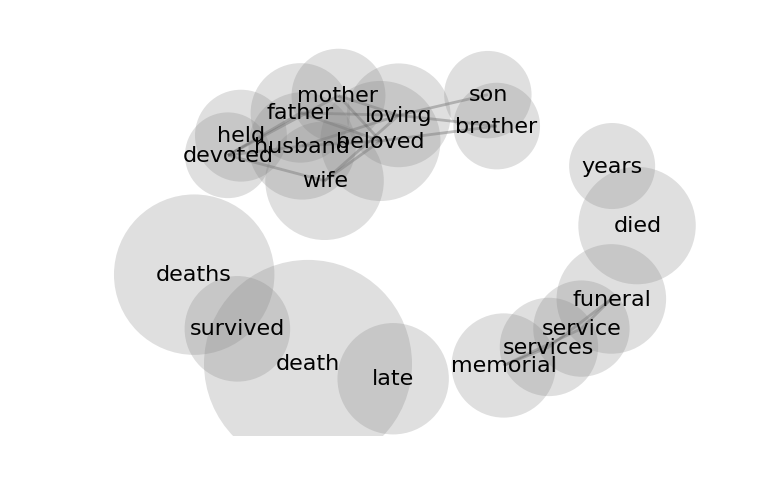 mother
son
father
loving
brother
held
husband
beloved
devoted
years
wife
died
deaths
funeral
survived
service
services
death
memorial
late